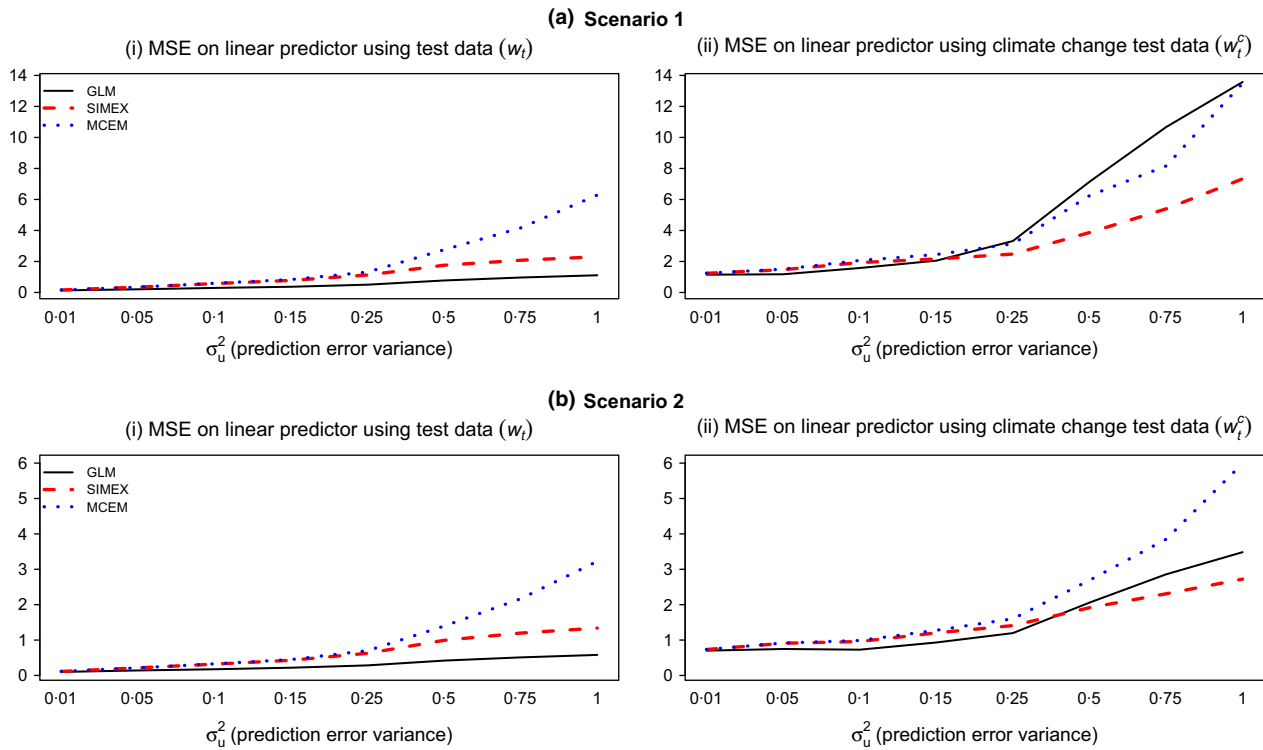 (a) Scenario 1
(i) MSE on linear predictor using test data (wₜ)
14
12
10
8
6
4
2
0
GLM
SIMEX
MCEM
0·01 0·05 0·1 0·15 0·25 0·5 0·75 1
σ²ᵤ (prediction error variance)
(ii) MSE on linear predictor using climate change test data (wₜᶜ)
14
12
10
8
6
4
2
0
0·01 0·05 0·1 0·15 0·25 0·5 0·75 1
σ²ᵤ (prediction error variance)
(b) Scenario 2
(i) MSE on linear predictor using test data (wₜ)
6
5
4
3
2
1
0
GLM
SIMEX
MCEM
0·01 0·05 0·1 0·15 0·25 0·5 0·75 1
σ²ᵤ (prediction error variance)
(ii) MSE on linear predictor using climate change test data (wₜᶜ)
6
5
4
3
2
1
0
0·01 0·05 0·1 0·15 0·25 0·5 0·75 1
σ²ᵤ (prediction error variance)